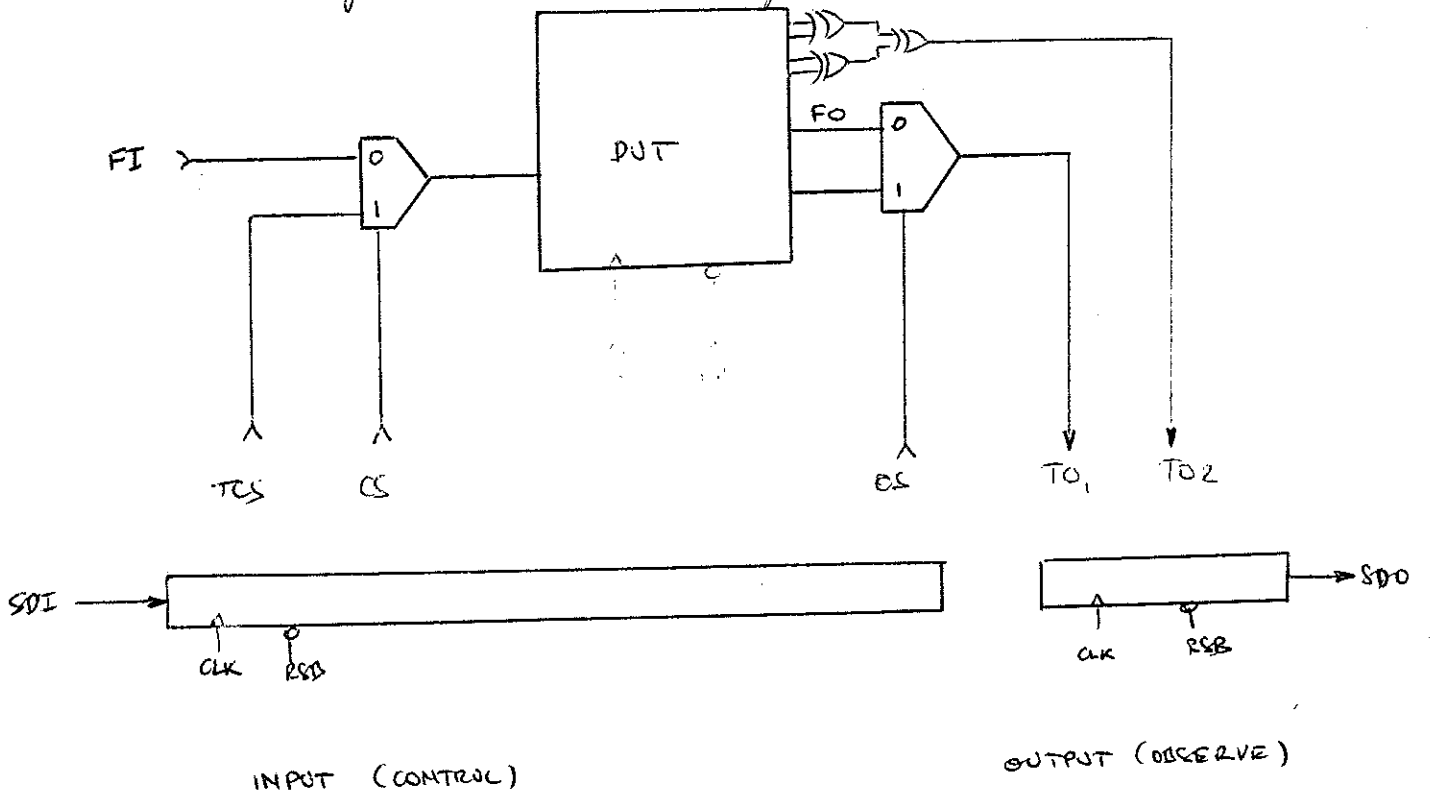 FO
0
0
FI
DUT
1
1
TCS
CS
OS
TO1
TO2
SDI
SDO
CLK
RSB
CLK
RSB
INPUT (CONTROL)
OUTPUT (OBSERVE)